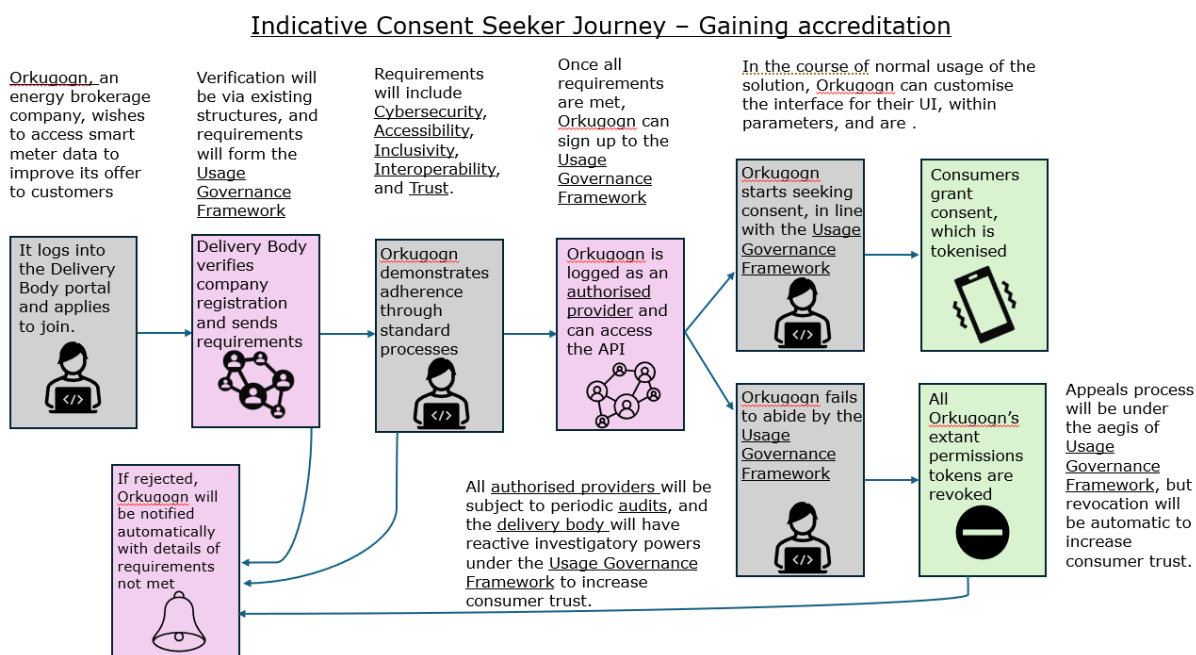 Indicative Consent Seeker Journey – Gaining accreditation
Orkugogn, an
energy brokerage
company, wishes
to access smart
meter data to
improve its offer
to customers
Verification will
be via existing
structures, and
requirements
will form the
Usage
Governance
Framework
Requirements
will include
Cybersecurity,
Accessibility,
Inclusivity,
Interoperability,
and Trust.
Once all
requirements
are met,
Orkugogn can
sign up to the
Usage
Governance
Framework
In the course of normal usage of the
solution, Orkugogn can customise
the interface for their UI, within
parameters, and are .
It logs into
the Delivery
Body portal
and applies
to join.
Delivery Body
verifies
company
registration
and sends
requirements
Orkugogn
demonstrates
adherence
through
standard
processes
Orkugogn is
logged as an
authorised
provider and
can access
the API
Orkugogn
starts seeking
consent, in line
with the Usage
Governance
Framework
Consumers
grant
consent,
which is
tokenised
Orkugogn fails
to abide by the
Usage
Governance
Framework
All
Orkugogn's
extant
permissions
tokens are
revoked
Appeals process
will be under
the aegis of
Usage
Governance
Framework, but
revocation will
be automatic to
increase
consumer trust.
If rejected,
Orkugogn will
be notified
automatically
with details of
requirements
not met
All authorised providers will be
subject to periodic audits, and
the delivery body will have
reactive investigatory powers
under the Usage Governance
Framework to increase
consumer trust.